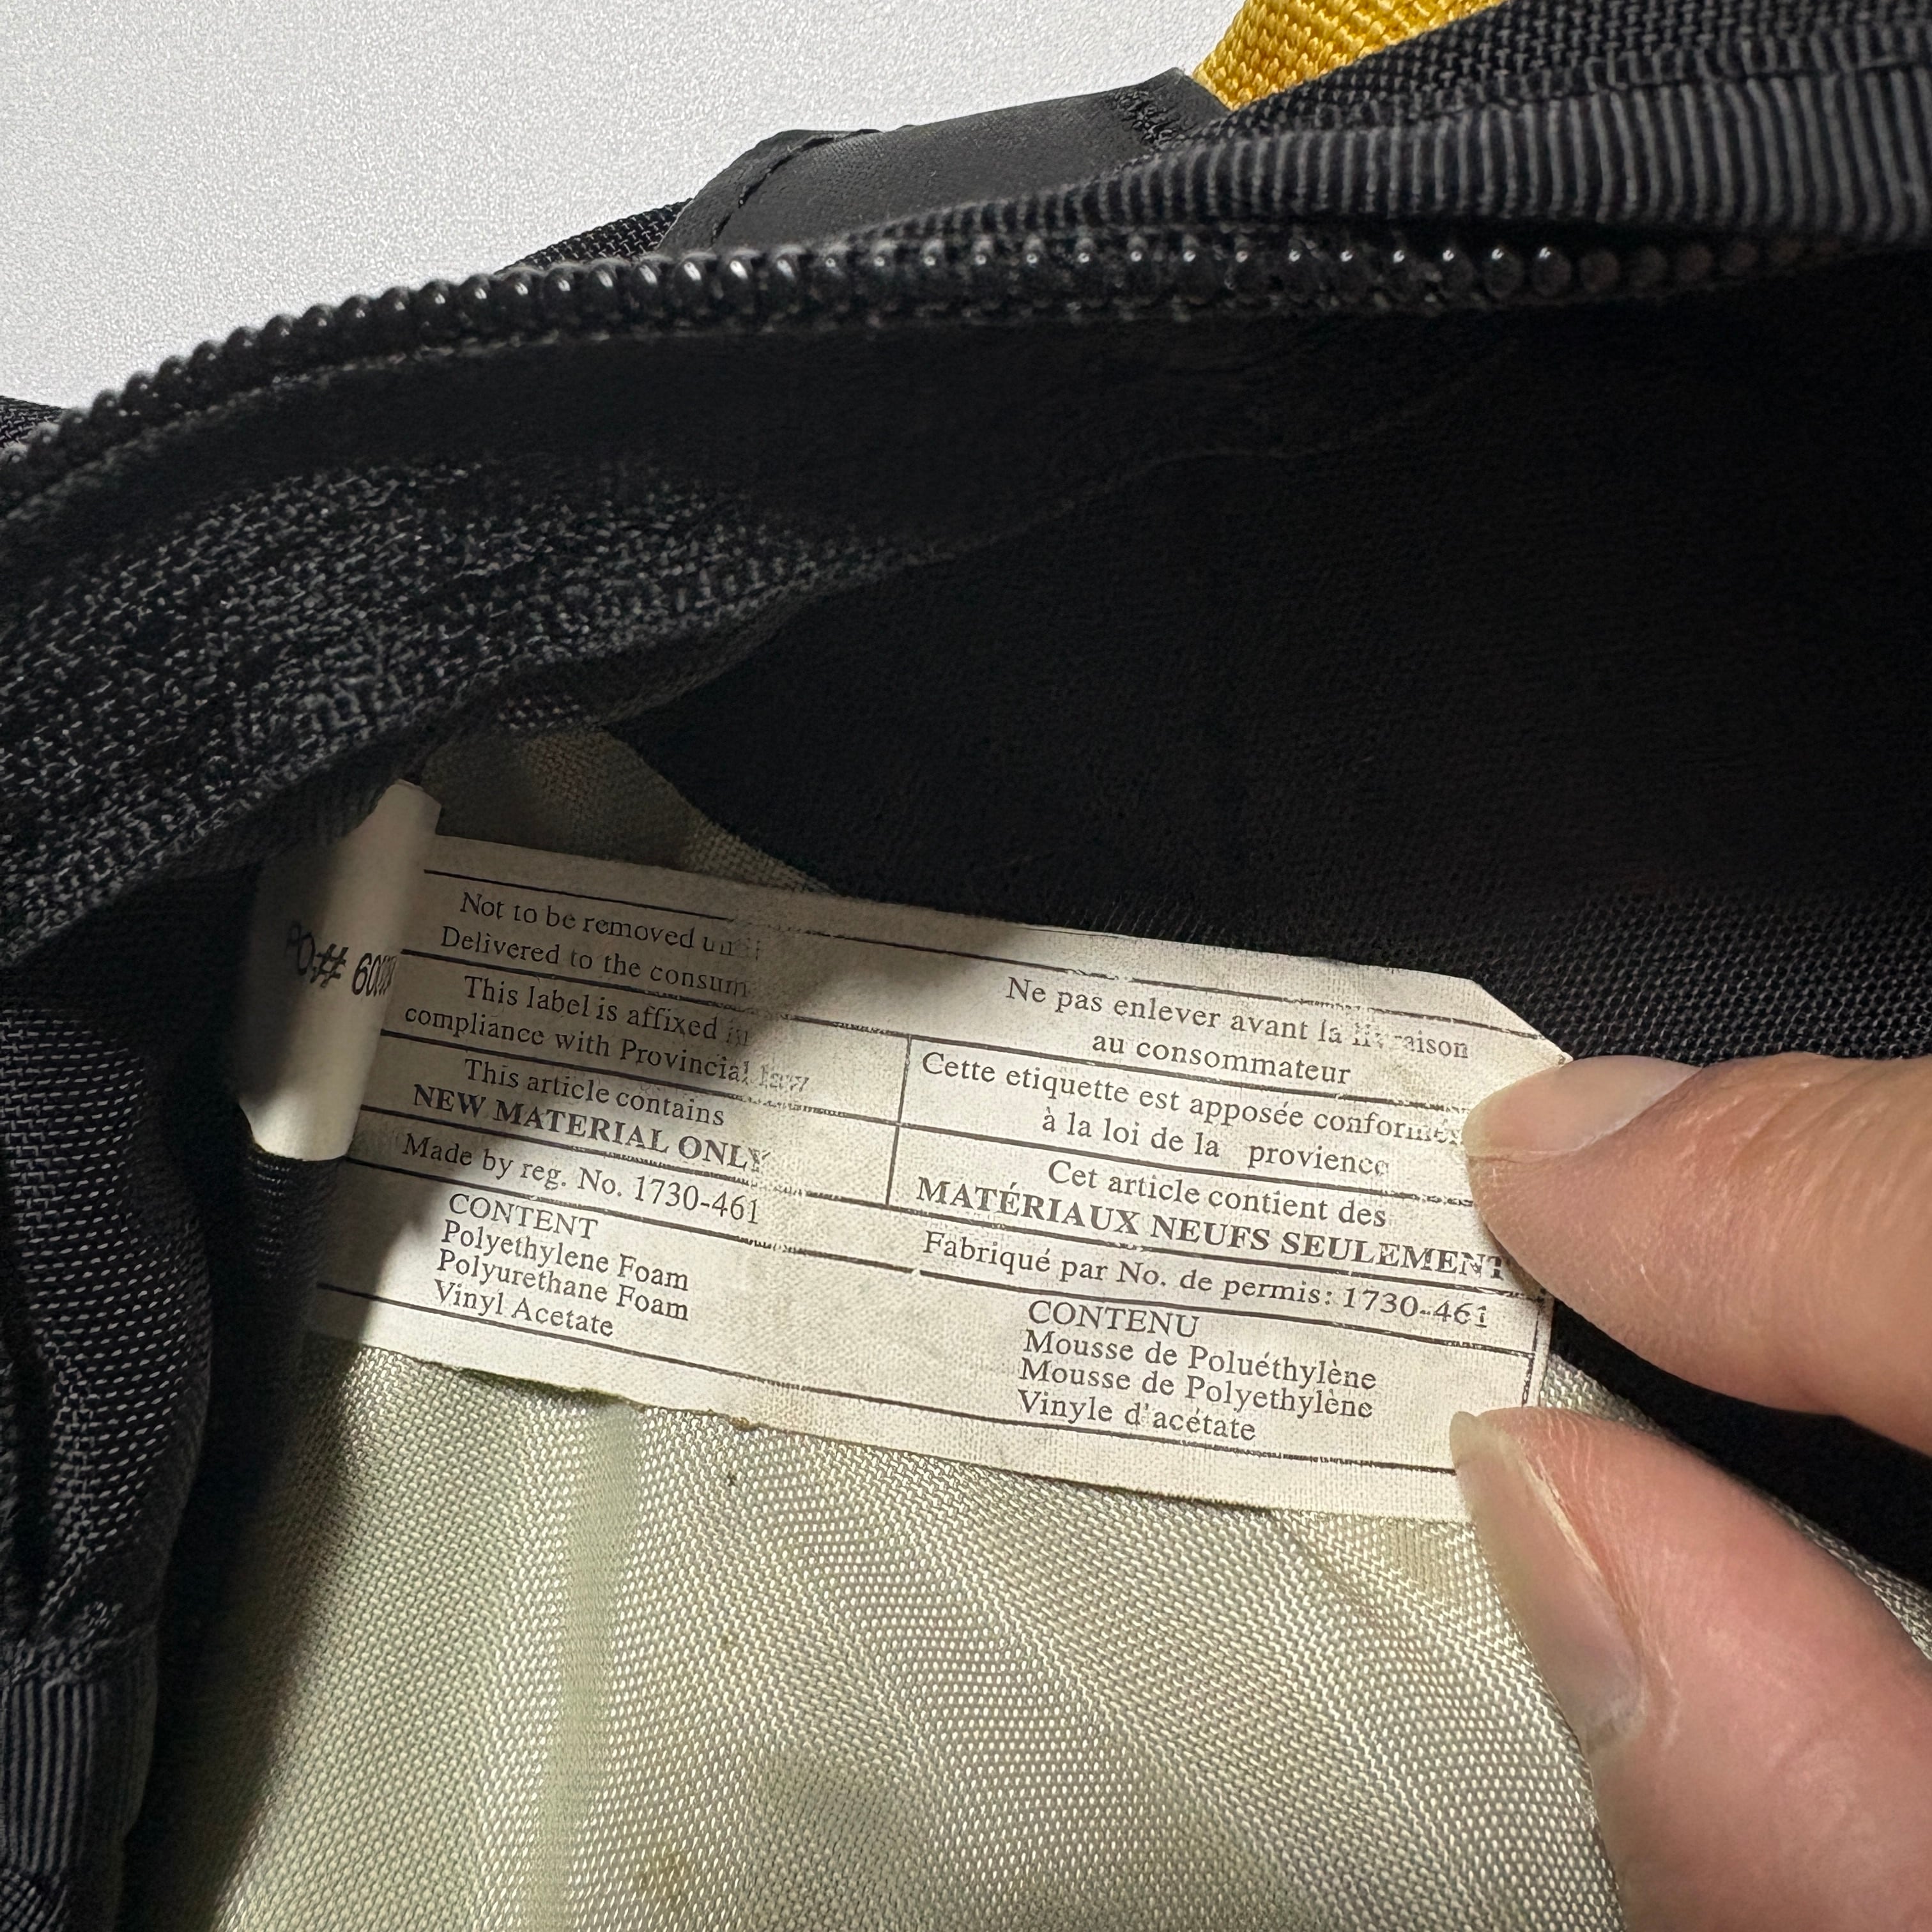 PO#
Not to be removed
Delivered to the consum
This label is affixed in
compliance with Provincial law
This article contains
NEW MATERIAL ONLY
Made by reg. No. 1730-461
CONTENT
Polyethylene Foam
Polyurethane Foam
Vinyl Acetate
Ne pas enlever avant la livraison
au consommateur
Cette etiquette est apposée conformés
à la loi de la provience
Cet article contient des
MATÉRIAUX NEUFS SEULEMENT
Fabriqué par No. de permis: 1730-461
CONTENU
Mousse de Poluéthylène
Mousse de Polyethylène
Vinyle d'acétate